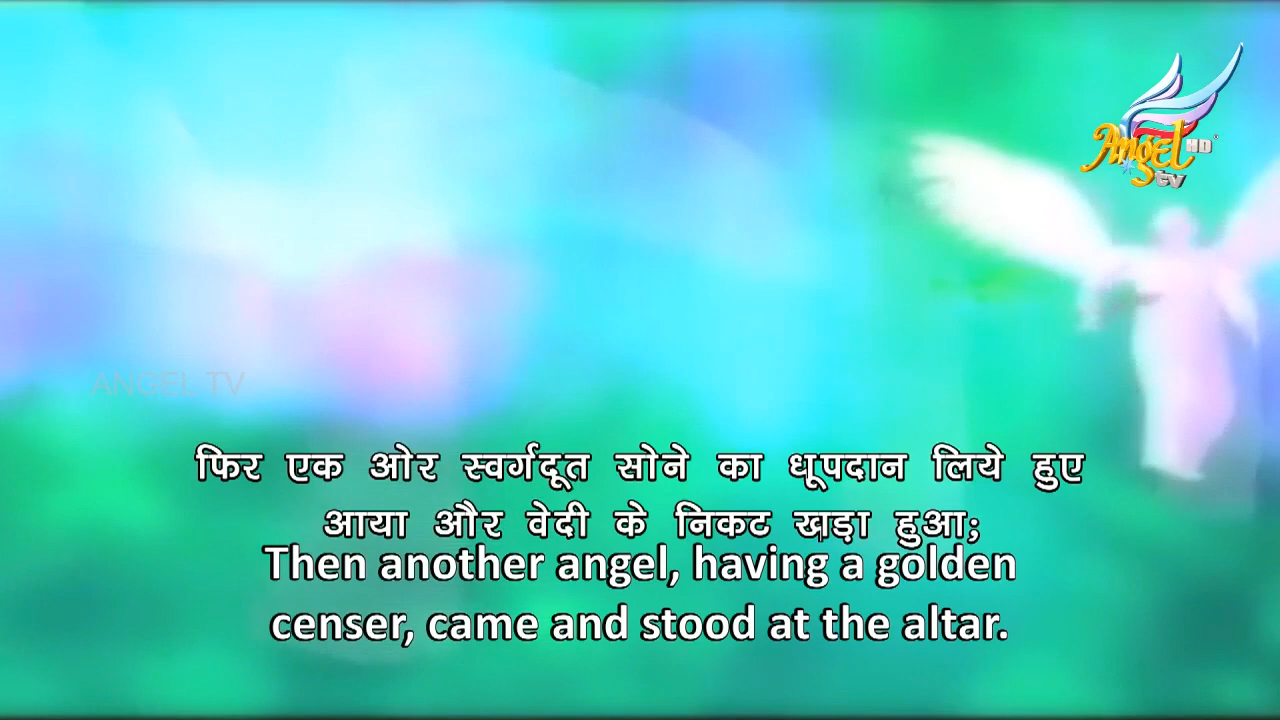 Angel HD
tv
ANGEL TV
फिर एक ओर स्वर्गदूत सोने का धूपदान लिये हुए
आया और वेदी के निकट खड़ा हुआ;
Then another angel, having a golden
censer, came and stood at the altar.